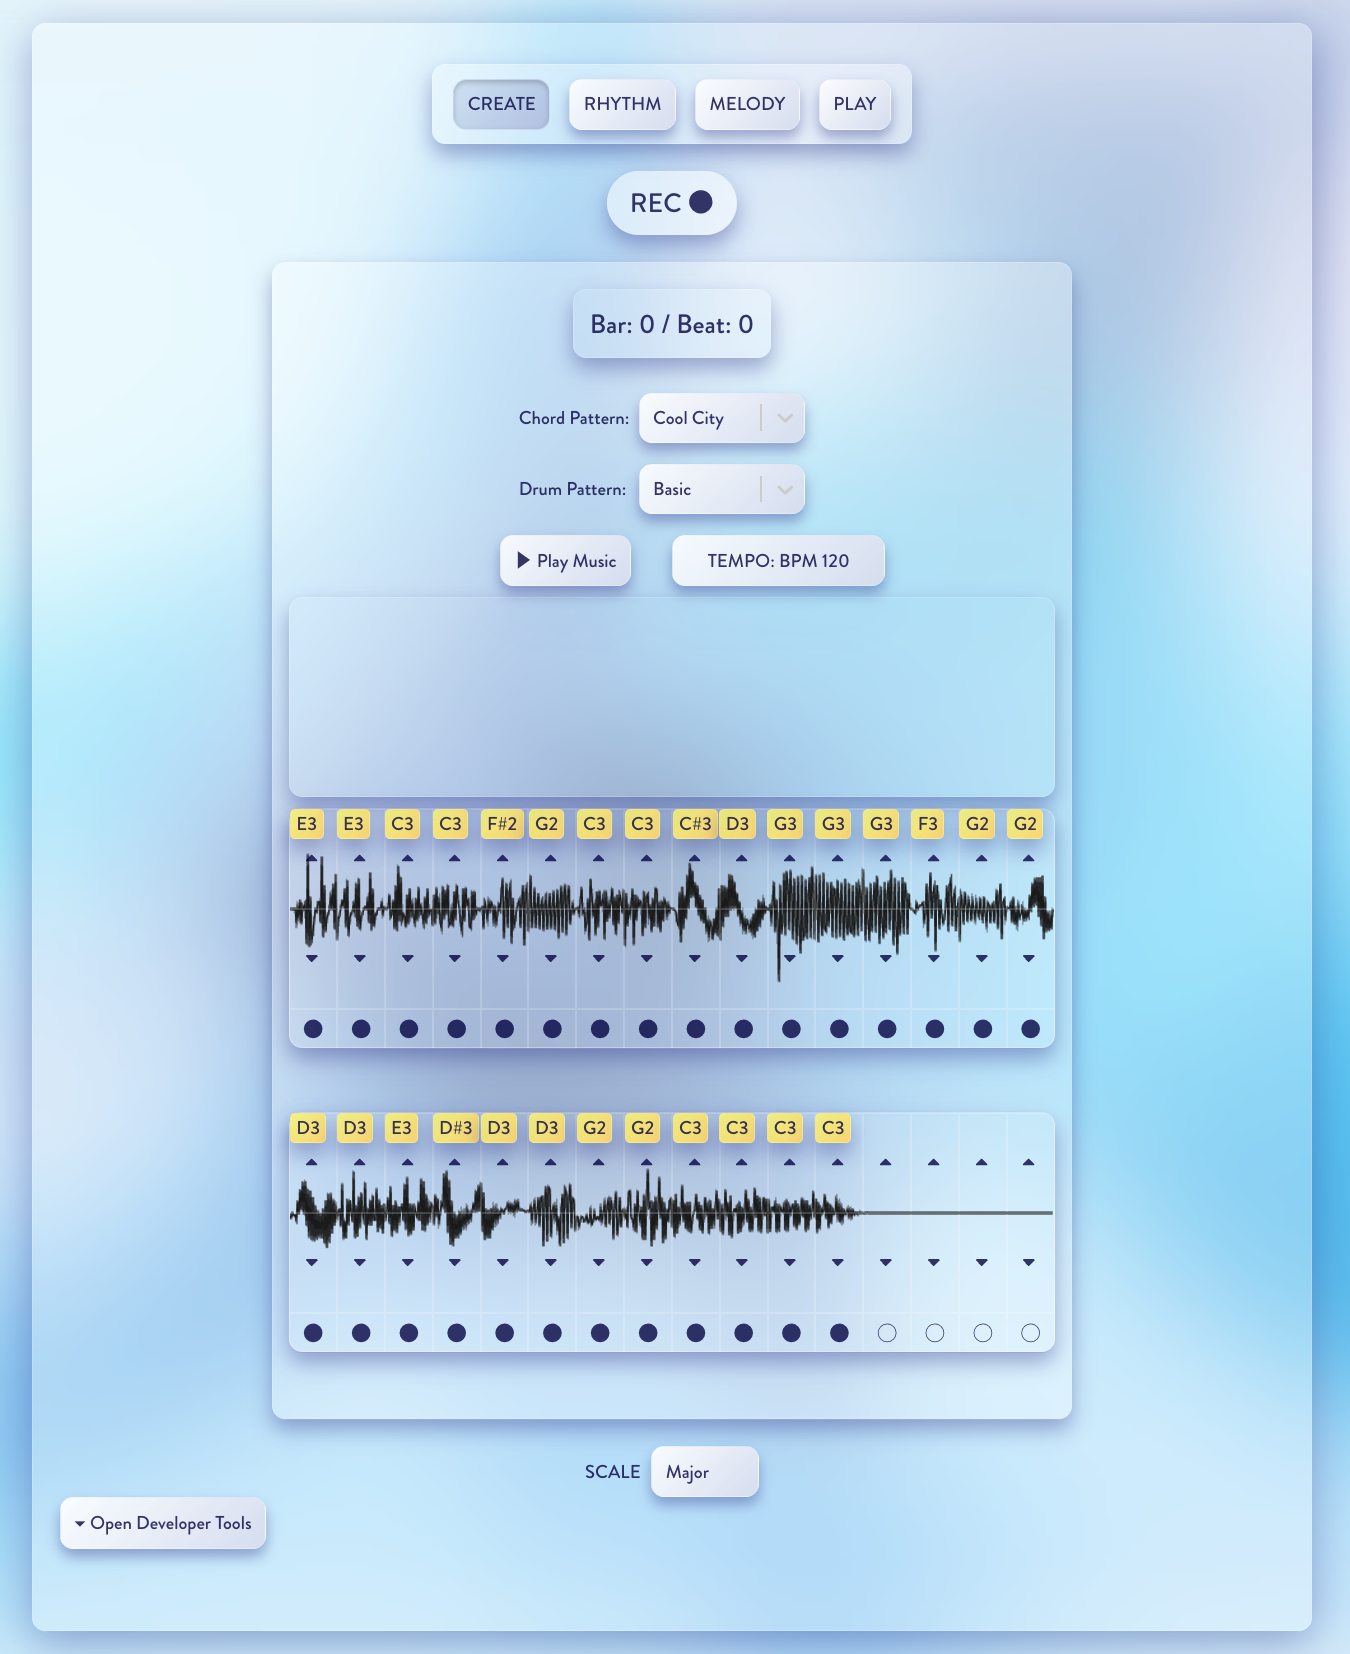 CREATE RHYTHM MELODY PLAY
REC
Bar: 0 / Beat: 0
Chord Pattern: Cool City
Drum Pattern: Basic
Play Music TEMPO: BPM 120
E3 E3 C3 C3 F#2 G2 C3 C3 C#3 D3 G3 G3 G3 F3 G2 G2
D3 D3 E3 D#3 D3 D3 G2 G2 C3 C3 C3 C3
SCALE Major
Open Developer Tools